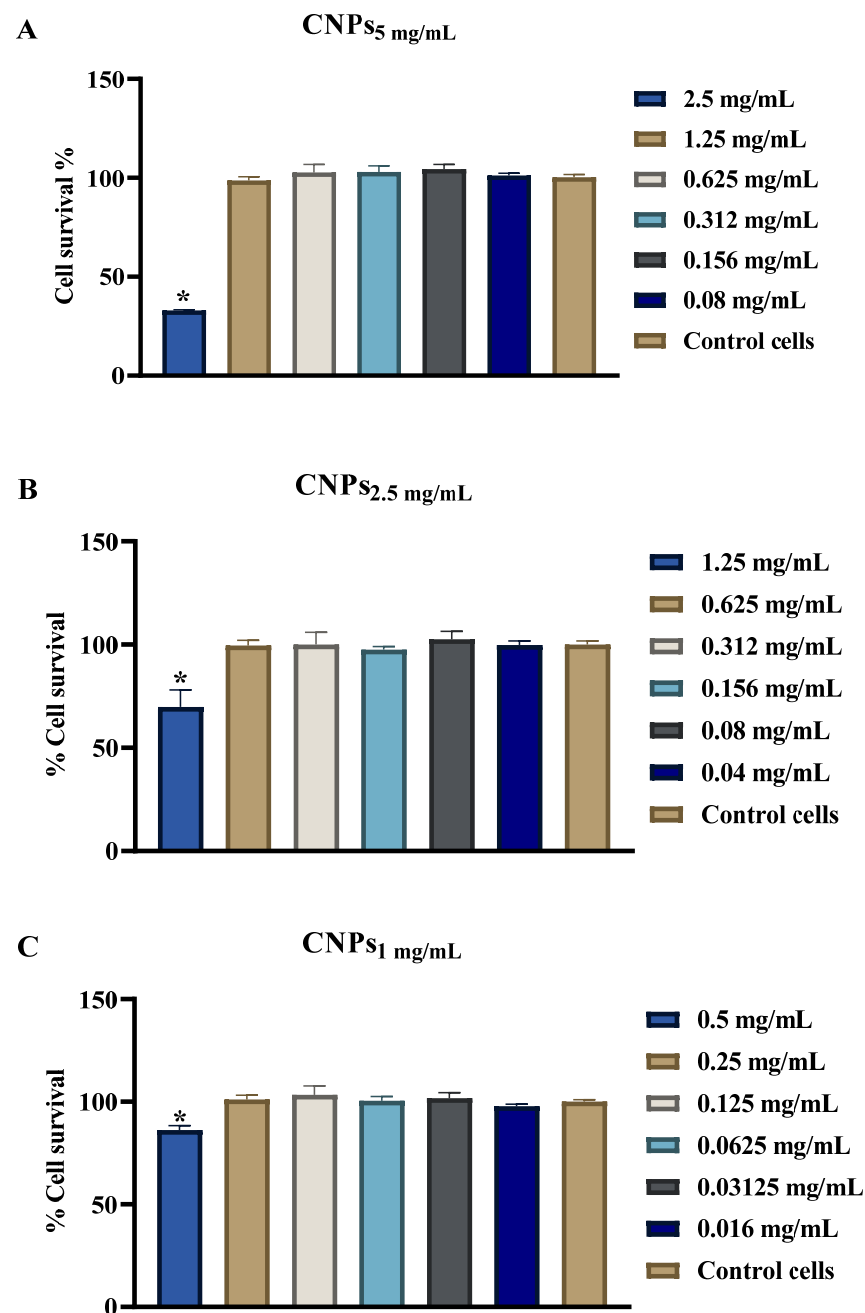 A
CNPs5 mg/mL
Cell survival %
150
100
50
0
*
2.5 mg/mL
1.25 mg/mL
0.625 mg/mL
0.312 mg/mL
0.156 mg/mL
0.08 mg/mL
Control cells
B
CNPs2.5 mg/mL
% Cell survival
150
100
50
0
*
1.25 mg/mL
0.625 mg/mL
0.312 mg/mL
0.156 mg/mL
0.08 mg/mL
0.04 mg/mL
Control cells
C
CNPs1 mg/mL
% Cell survival
150
100
50
0
*
0.5 mg/mL
0.25 mg/mL
0.125 mg/mL
0.0625 mg/mL
0.03125 mg/mL
0.016 mg/mL
Control cells